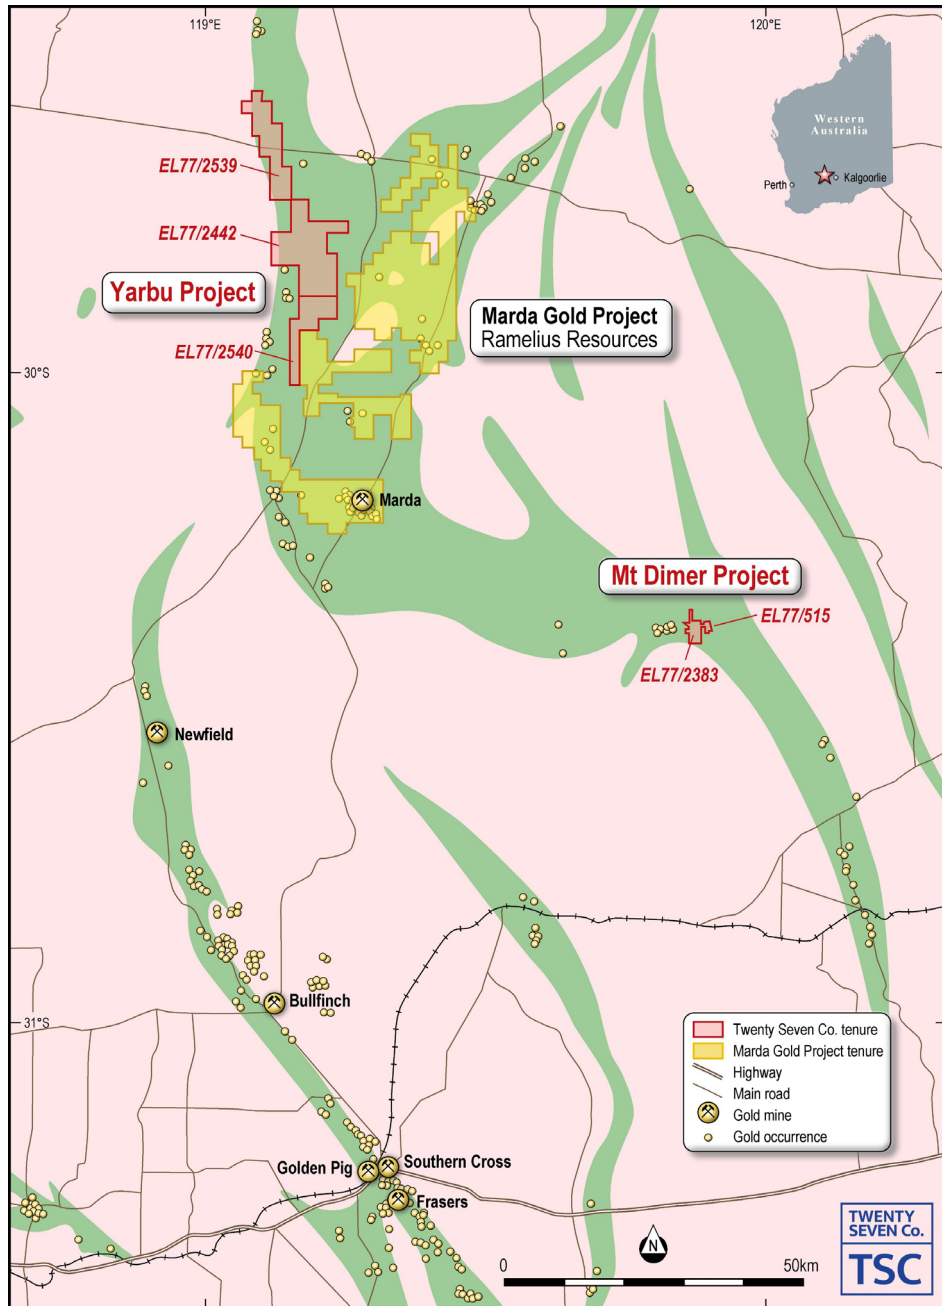 119°E
120°E
Western
Australia
Perth
Kalgoorlie
EL77/2539
EL77/2442
Yarbu Project
EL77/2540
Marda Gold Project
Ramelius Resources
30°S
Marda
Mt Dimer Project
EL77/515
EL77/2383
Newfield
Bullfinch
31°S
Twenty Seven Co. tenure
Marda Gold Project tenure
Highway
Main road
Gold mine
Gold occurrence
Golden Pig
Southern Cross
Frasers
N
0
50km
TWENTY
SEVEN Co.
TSC